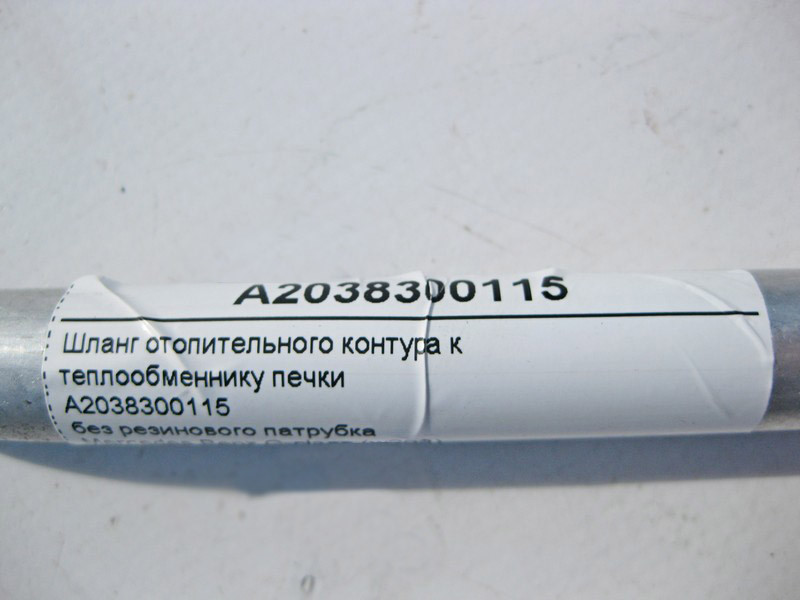 A2038300115
Шланг отопительного контура к
теплообменнику печки
A2038300115
без резинового патрубка